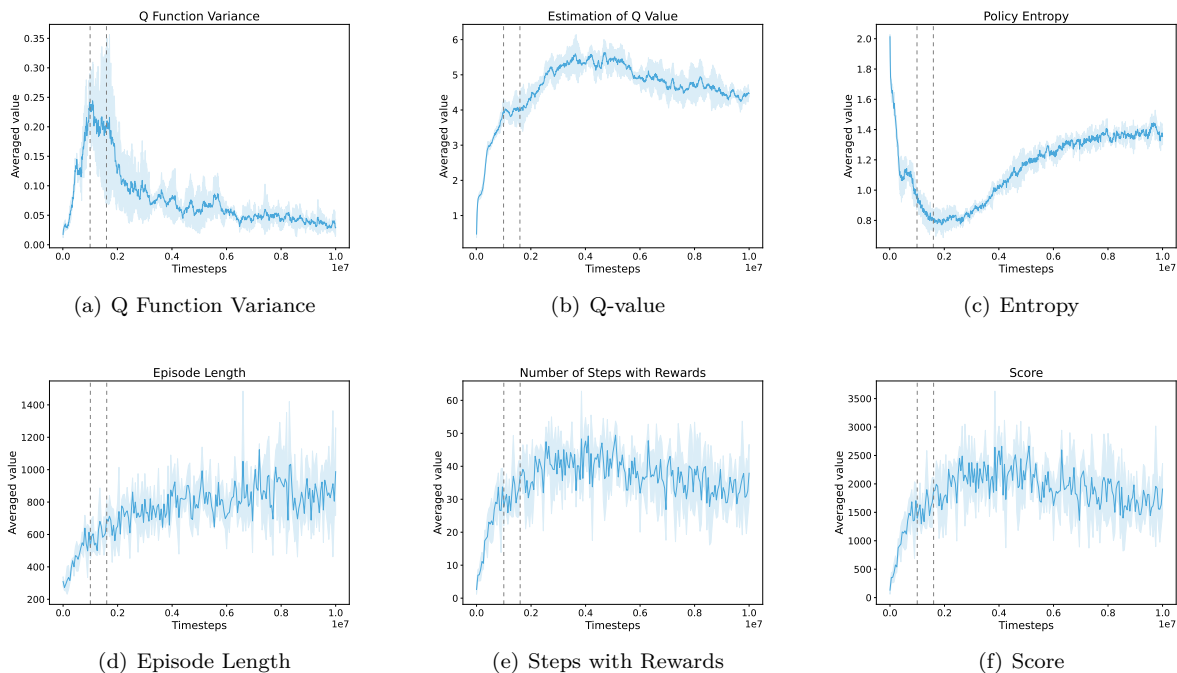 Q Function Variance
Averaged value
0.35
0.30
0.25
0.20
0.15
0.10
0.05
0.00
0.0 0.2 0.4 0.6 0.8 1.0
Timesteps
1e7
(a) Q Function Variance
Estimation of Q Value
Averaged value
6
5
4
3
2
1
0.0 0.2 0.4 0.6 0.8 1.0
Timesteps
1e7
(b) Q-value
Policy Entropy
Averaged value
2.0
1.8
1.6
1.4
1.2
1.0
0.8
0.0 0.2 0.4 0.6 0.8 1.0
Timesteps
1e7
(c) Entropy
Episode Length
Averaged value
1400
1200
1000
800
600
400
200
0.0 0.2 0.4 0.6 0.8 1.0
Timesteps
1e7
(d) Episode Length
Number of Steps with Rewards
Averaged value
60
50
40
30
20
10
0
0.0 0.2 0.4 0.6 0.8 1.0
Timesteps
1e7
(e) Steps with Rewards
Score
Averaged value
3500
3000
2500
2000
1500
1000
500
0
0.0 0.2 0.4 0.6 0.8 1.0
Timesteps
1e7
(f) Score